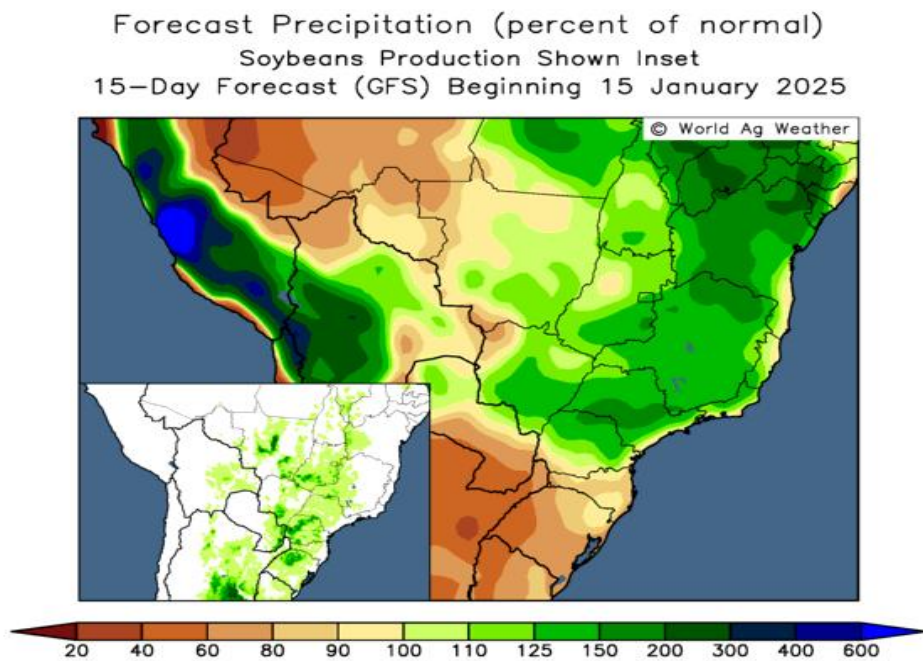 Forecast Precipitation (percent of normal)
Soybeans Production Shown Inset
15-Day Forecast (GFS) Beginning 15 January 2025
© World Ag Weather
20 40 60 80 90 100 110 125 150 200 300 400 600